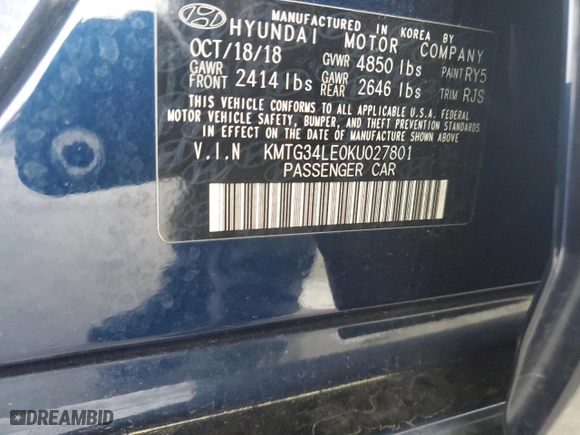 MANUFACTURED IN KOREA BY
HYUNDAI MOTOR COMPANY
OCT/18/18 GVWR 4850 lbs PAINT RY5
GAWR FRONT 2414 lbs GAWR REAR 2646 lbs TRIM RJS
THIS VEHICLE CONFORMS TO ALL APPLICABLE U.S.A. FEDERAL
MOTOR VEHICLE SAFETY, BUMPER, AND THEFT PREVENTION STANDARDS
IN EFFECT ON THE DATE OF MANUFACTURE SHOWN ABOVE
V.I.N KMTG34LE0KU027801
PASSENGER CAR
DREAMBID